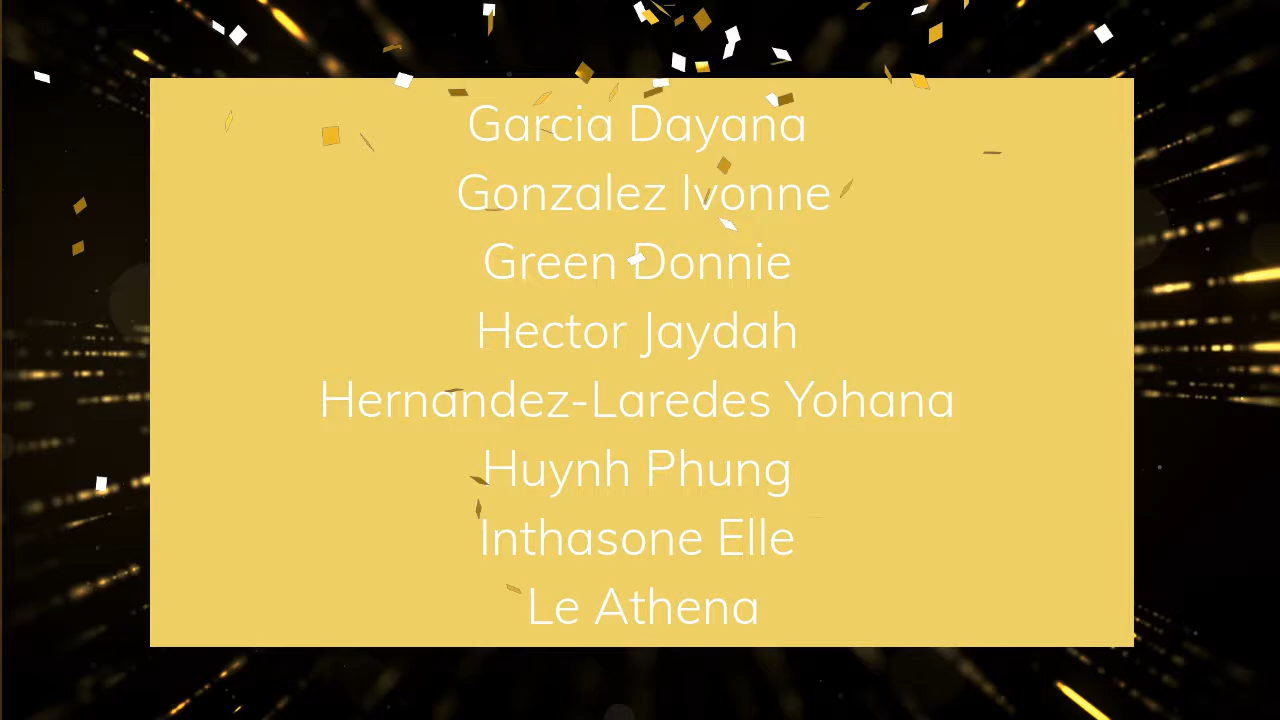 Garcia Dayana
Gonzalez Ivonne
Green Donnie
Hector Jaydah
Hernandez-Laredes Yohana
Huynh Phung
Inthasone Elle
Le Athena